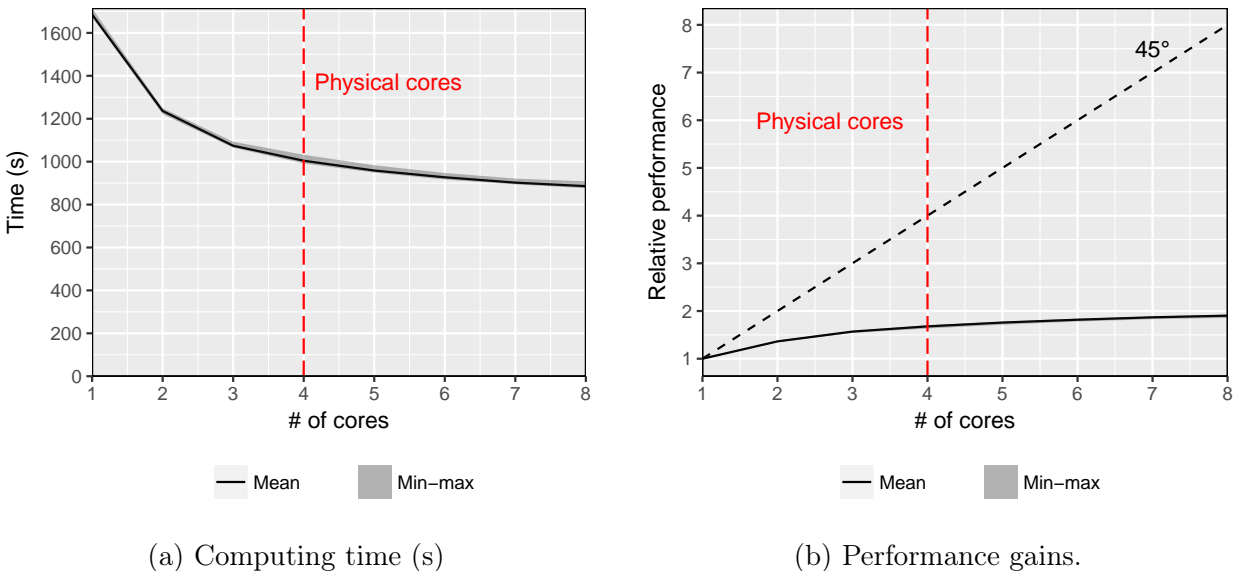 1600
1400
1200
1000
800
600
400
200
0
Time (s)
Physical cores
1 2 3 4 5 6 7 8
# of cores
Mean Min−max
(a) Computing time (s)
8
7
6
5
4
3
2
1
Relative performance
45°
Physical cores
1 2 3 4 5 6 7 8
# of cores
Mean Min−max
(b) Performance gains.